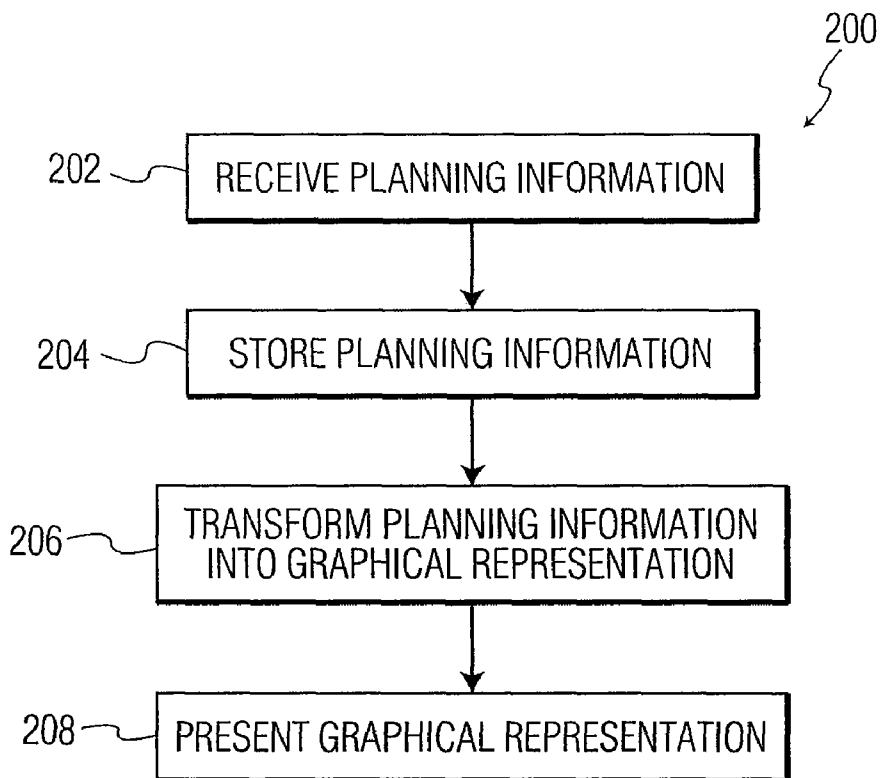 200
202
RECEIVE PLANNING INFORMATION
204
STORE PLANNING INFORMATION
206
TRANSFORM PLANNING INFORMATION
INTO GRAPHICAL REPRESENTATION
208
PRESENT GRAPHICAL REPRESENTATION